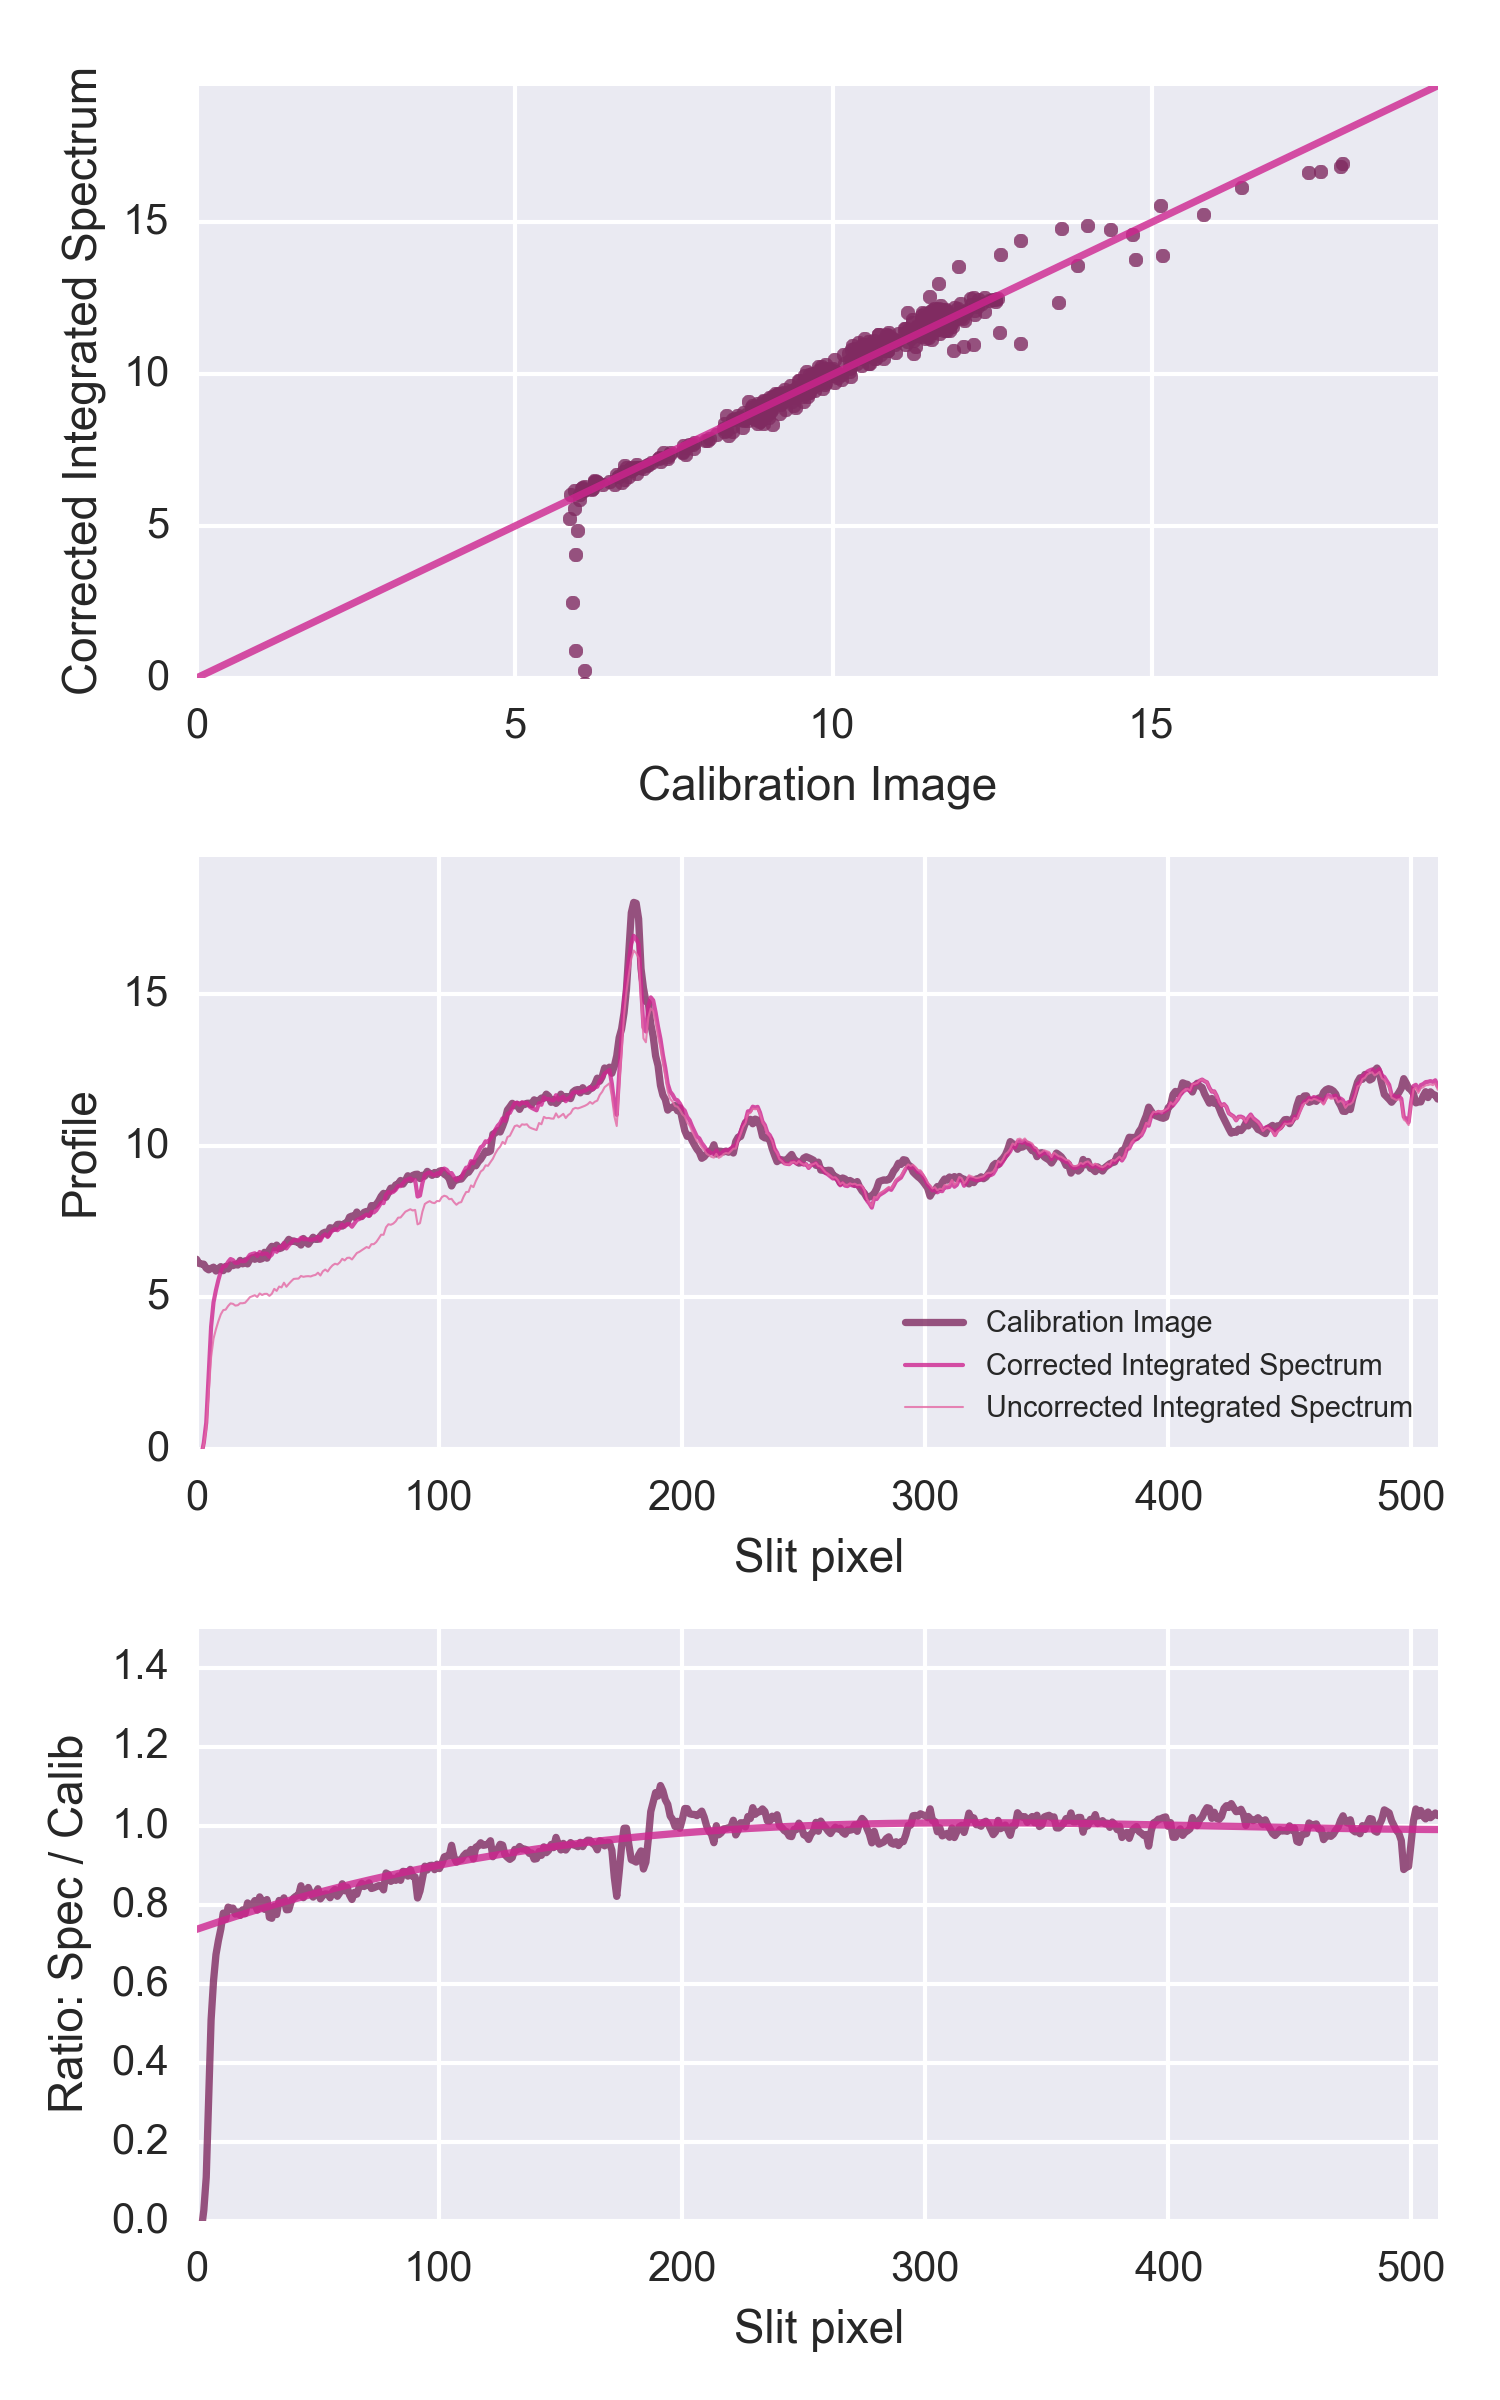 Corrected Integrated Spectrum
15
10
5
0
0 5 10 15
Calibration Image
Profile
15
10
5
0
Calibration Image
Corrected Integrated Spectrum
Uncorrected Integrated Spectrum
0 100 200 300 400 500
Slit pixel
Ratio: Spec / Calib
1.4
1.2
1.0
0.8
0.6
0.4
0.2
0.0
0 100 200 300 400 500
Slit pixel